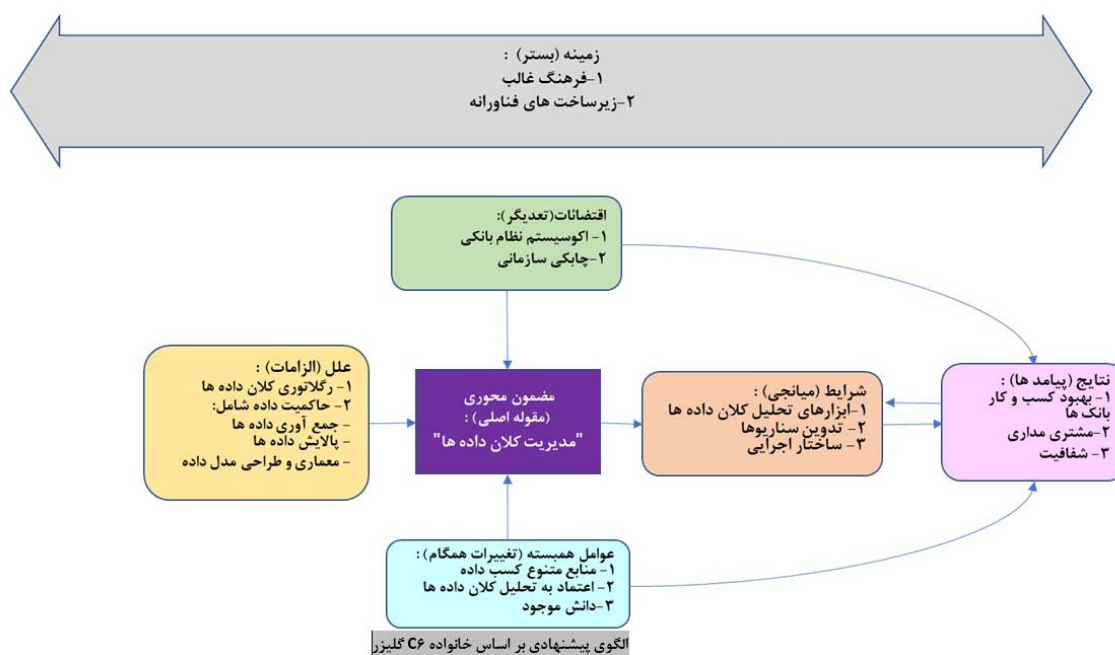 زمینه (بستر) :
۱-فرهنگ غالب
۲-زیرساخت های فناورانه
اقتضائات(تعدیگر):
۱- اکوسیستم نظام بانکی
۲-چابکی سازمانی
علل (الزامات) :
۱- رگلاتوری کلان داده ها
۲- حاکمیت داده شامل:
- جمع آوری داده ها
- پالایش داده ها
- معماری و طراحی مدل داده
مضمون محوری
(مقوله اصلی) :
"مدیریت کلان داده ها"
شرایط (میانجی) :
۱-ابزارهای تحلیل کلان داده ها
۲- تدوین سناریوها
۳- ساختار اجرایی
نتایج (پیامد ها) :
۱- بهبود کسب و کار
بانک ها
۲-مشتری مداری
۳- شفافیت
عوامل همبسته (تغییرات همگام) :
۱- منابع متنوع کسب داده
۲- اعتماد به تحلیل کلان داده ها
۳-دانش موجود
الگوی پیشنهادی بر اساس خانواده C۶ گلیزر